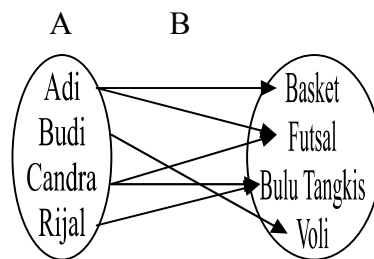 A B
Adi
Budi
Candra
Rijal
Basket
Futsal
Bulu Tangkis
Voli